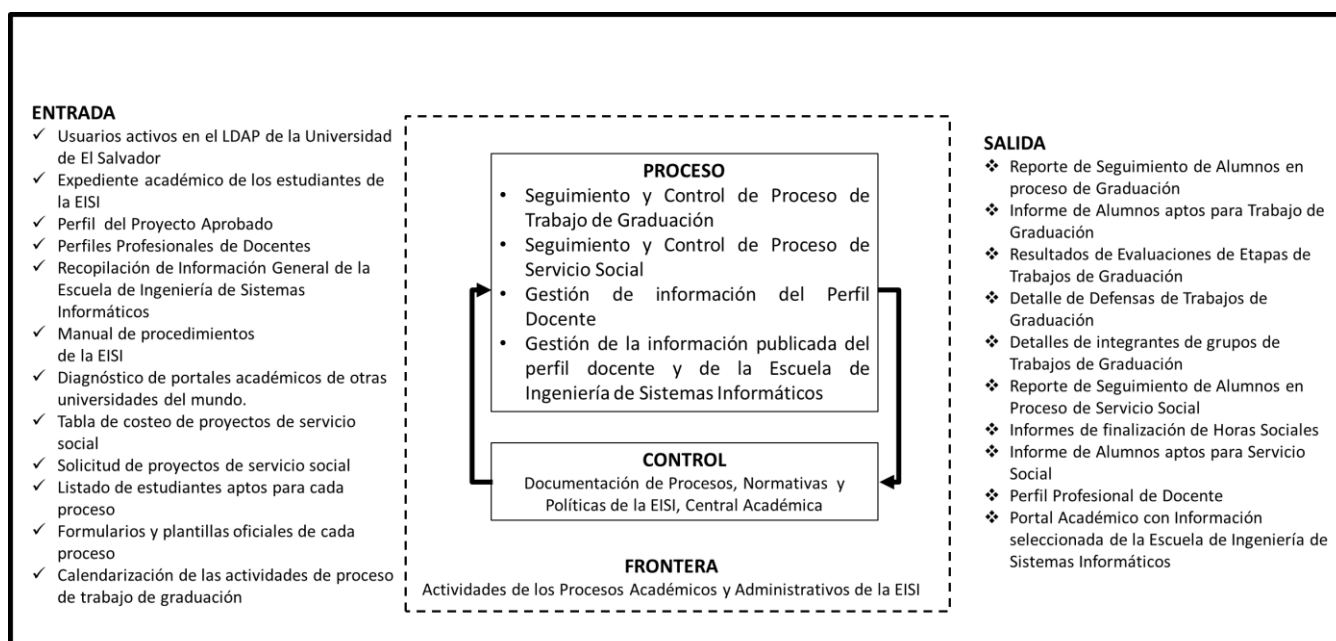 ENTRADA
✓ Usuarios activos en el LDAP de la Universidad
de El Salvador
✓ Expediente académico de los estudiantes de
la EISI
✓ Perfil del Proyecto Aprobado
✓ Perfiles Profesionales de Docentes
✓ Recopilación de Información General de la
Escuela de Ingeniería de Sistemas
Informáticos
✓ Manual de procedimientos
de la EISI
✓ Diagnóstico de portales académicos de otras
universidades del mundo.
✓ Tabla de costeo de proyectos de servicio
social
✓ Solicitud de proyectos de servicio social
✓ Listado de estudiantes aptos para cada
proceso
✓ Formularios y plantillas oficiales de cada
proceso
✓ Calendarización de las actividades de proceso
de trabajo de graduación
PROCESO
• Seguimiento y Control de Proceso de
Trabajo de Graduación
• Seguimiento y Control de Proceso de
Servicio Social
• Gestión de información del Perfil
Docente
• Gestión de la información publicada del
perfil docente y de la Escuela de
Ingeniería de Sistemas Informáticos
CONTROL
Documentación de Procesos, Normativas y
Políticas de la EISI, Central Académica
FRONTERA
Actividades de los Procesos Académicos y Administrativos de la EISI
SALIDA
❖ Reporte de Seguimiento de Alumnos en
proceso de Graduación
❖ Informe de Alumnos aptos para Trabajo de
Graduación
❖ Resultados de Evaluaciones de Etapas de
Trabajos de Graduación
❖ Detalle de Defensas de Trabajos de
Graduación
❖ Detalles de integrantes de grupos de
Trabajos de Graduación
❖ Reporte de Seguimiento de Alumnos en
Proceso de Servicio Social
❖ Informes de finalización de Horas Sociales
❖ Informe de Alumnos aptos para Servicio
Social
❖ Perfil Profesional de Docente
❖ Portal Académico con Información
seleccionada de la Escuela de Ingeniería de
Sistemas Informáticos